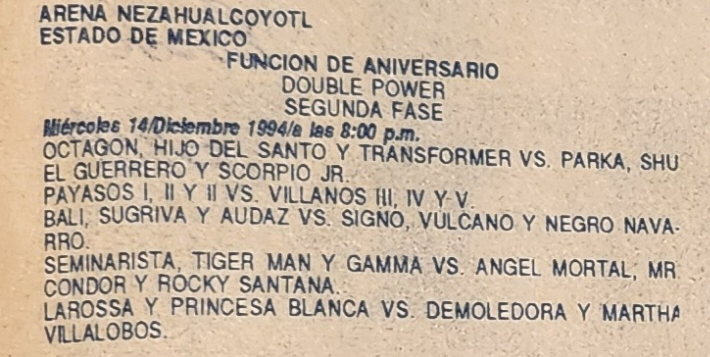 ARENA NEZAHUALCOYOTL
ESTADO DE MEXICO
FUNCION DE ANIVERSARIO
DOUBLE POWER
SEGUNDA FASE
Miércoles 14/Diciembre 1994/a las 8:00 p.m.
OCTAGON, HIJO DEL SANTO Y TRANSFORMER VS. PARKA, SHU
EL GUERRERO Y SCORPIO JR.
PAYASOS I, II Y II VS. VILLANOS III, IV Y V.
BALI, SUGRIVA Y AUDAZ VS. SIGNO, VULCANO Y NEGRO NAVA-
RRO.
SEMINARISTA, TIGER MAN Y GAMMA VS. ANGEL MORTAL, MR
CONDOR Y ROCKY SANTANA.
LAROSSA Y PRINCESA BLANCA VS. DEMOLEDORA Y MARTHA
VILLALOBOS.